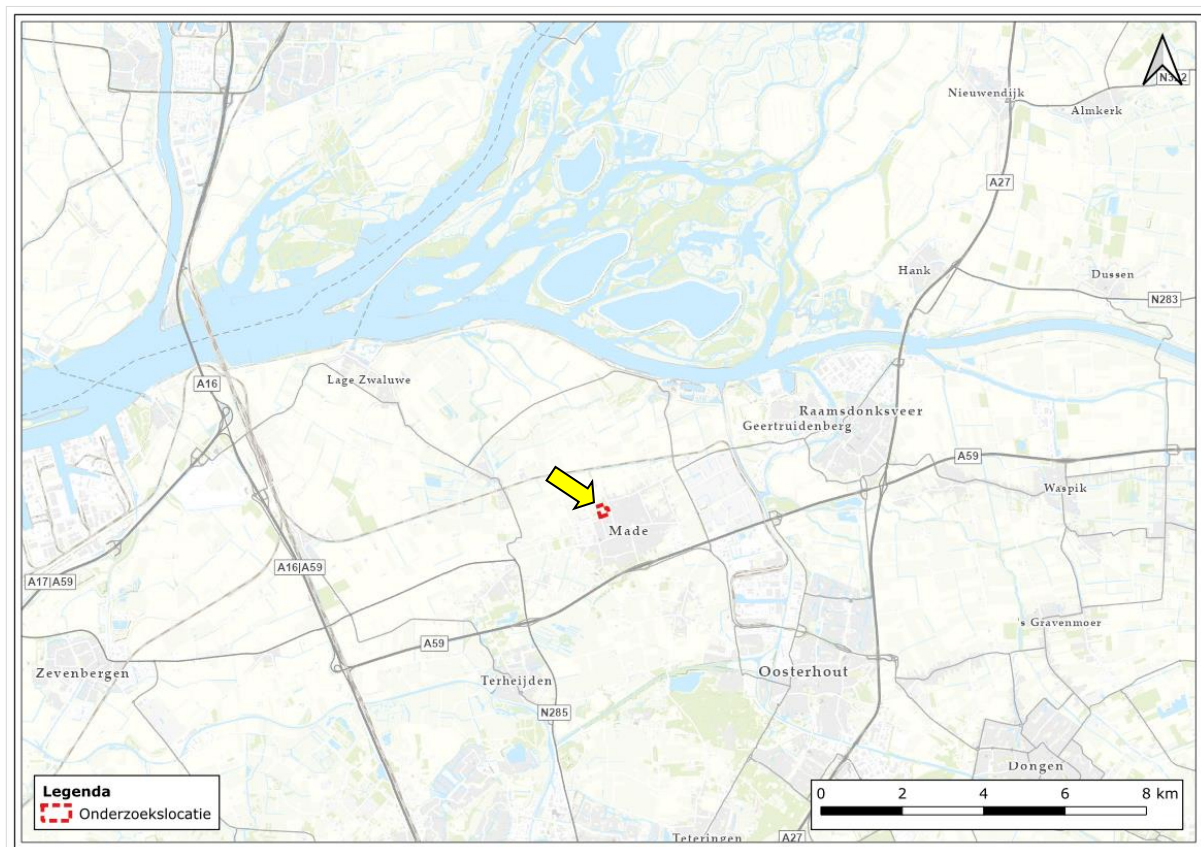 N322
Nieuwendijk
Almkerk
A27
Hank
Dussen
N283
A16
Lage Zwaluwe
Raamsdonksveer
Geertruidenberg
A59
Waspik
Made
A17|A59
A16|A59
's Gravenmoer
A59
Zevenbergen
Terheijden
Oosterhout
N285
Dongen
Legenda
Onderzoekslocatie
0 2 4 6 8 km
Teteringen
A27